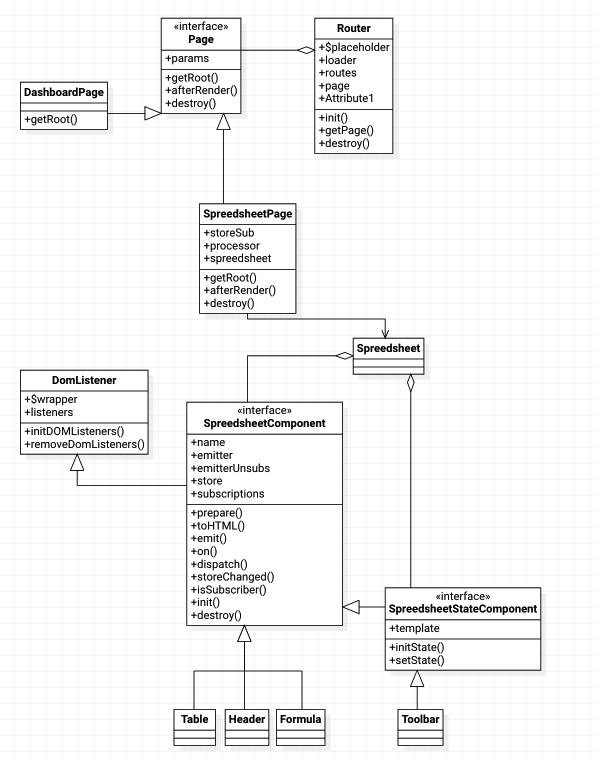 «interface»
Page
+params
+getRoot()
+afterRender()
+destroy()
Router
+$placeholder
+loader
+routes
+page
+Attribute1
+init()
+getPage()
+destroy()
DashboardPage
+getRoot()
SpreedsheetPage
+storeSub
+processor
+spreedsheet
+getRoot()
+afterRender()
+destroy()
Spreedsheet
DomListener
+$wrapper
+listeners
+initDOMListeners()
+removeDomListeners()
«interface»
SpreedsheetComponent
+name
+emitter
+emitterUnsubs
+store
+subscriptions
+prepare()
+toHTML()
+emit()
+on()
+dispatch()
+storeChanged()
+isSubscriber()
+init()
+destroy()
«interface»
SpreedsheetStateComponent
+template
+initState()
+setState()
Table
Header
Formula
Toolbar